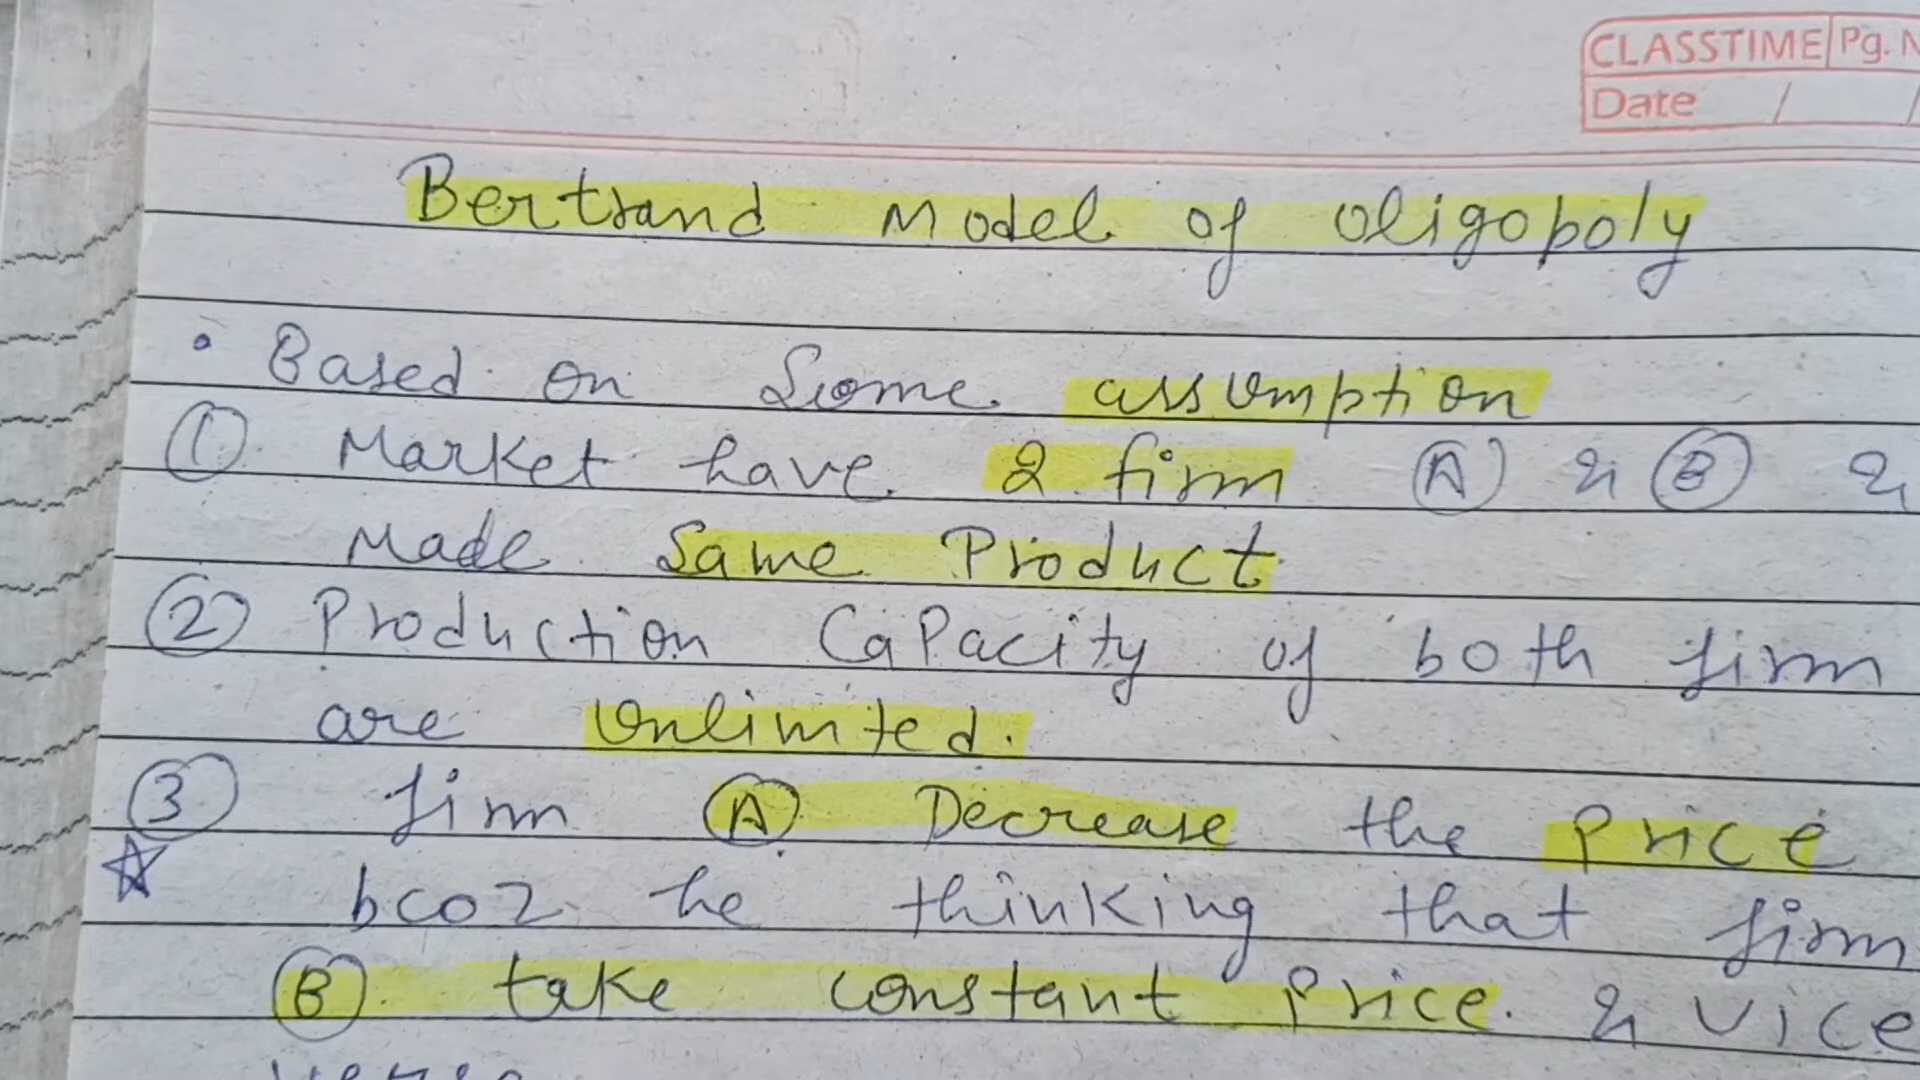 CLASSTIME Pg. N
Date / /
Bertrand Model of oligopoly
• Based on Some assumption
① Market have 2 firm Ⓐ & Ⓑ &
Made Same Product
② Production Capacity of both firm
are Unlimited.
③ firm Ⓐ Decrease the Price
☆ bcoz he thinking that firm
Ⓑ take constant Price. & vice
versa